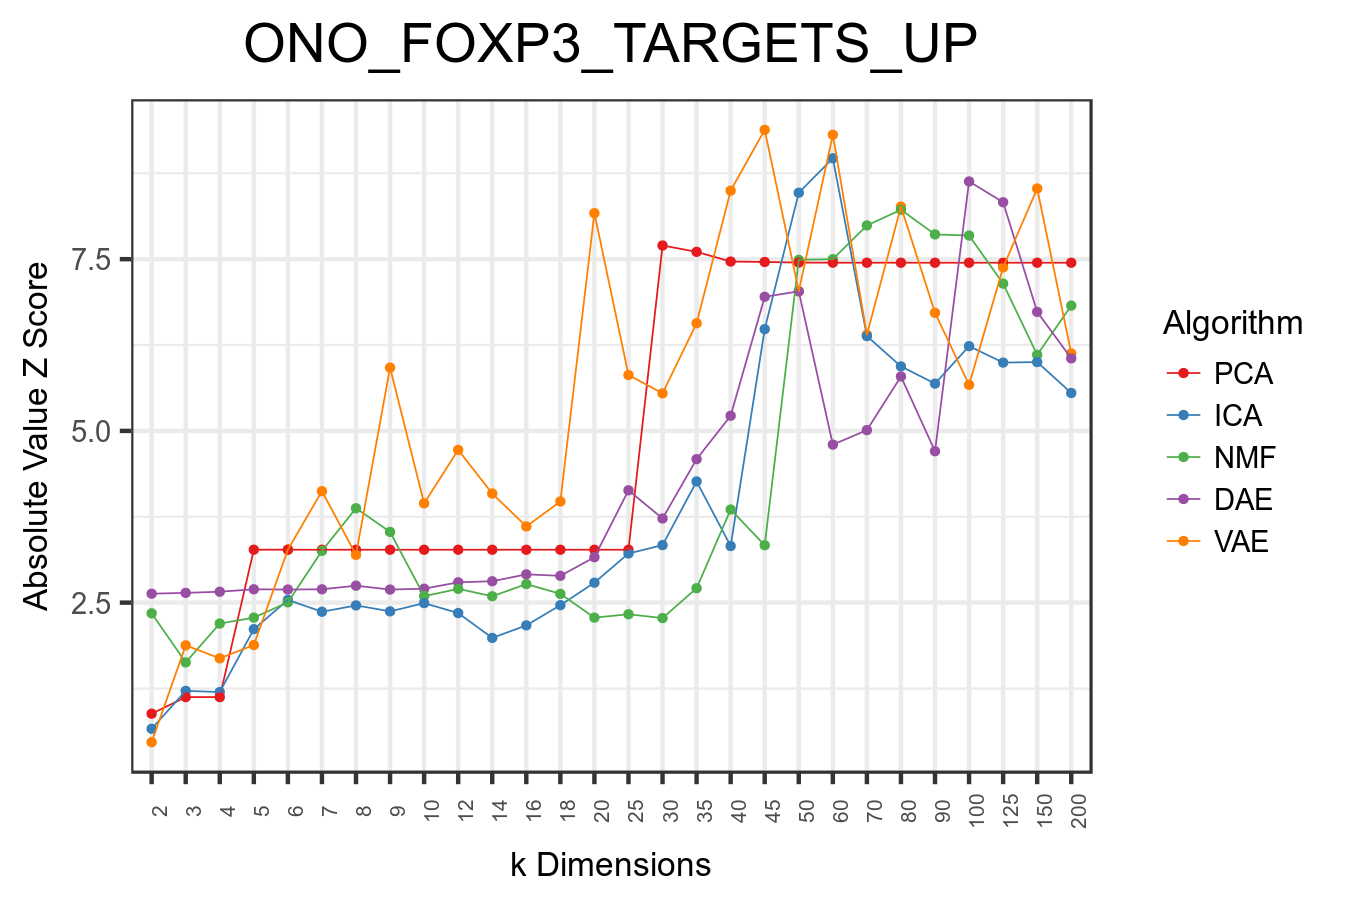 ONO_FOXP3_TARGETS_UP
Absolute Value Z Score
7.5
5.0
2.5
2 3 4 5 6 7 8 9 10 12 14 16 18 20 25 30 35 40 45 50 60 70 80 90 100 125 150 200
k Dimensions
Algorithm
PCA
ICA
NMF
DAE
VAE